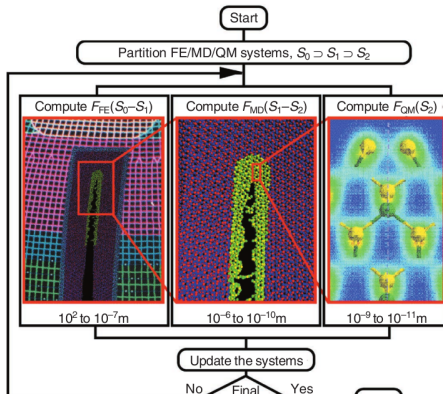 Start
Partition FE/MD/QM systems, S₀ ⊃ S₁ ⊃ S₂
Compute F_FE(S₀–S₁)
Compute F_MD(S₁–S₂)
Compute F_QM(S₂)
10² to 10⁻⁷m
10⁻⁶ to 10⁻¹⁰m
10⁻⁹ to 10⁻¹¹m
Update the systems
No
Final
Yes